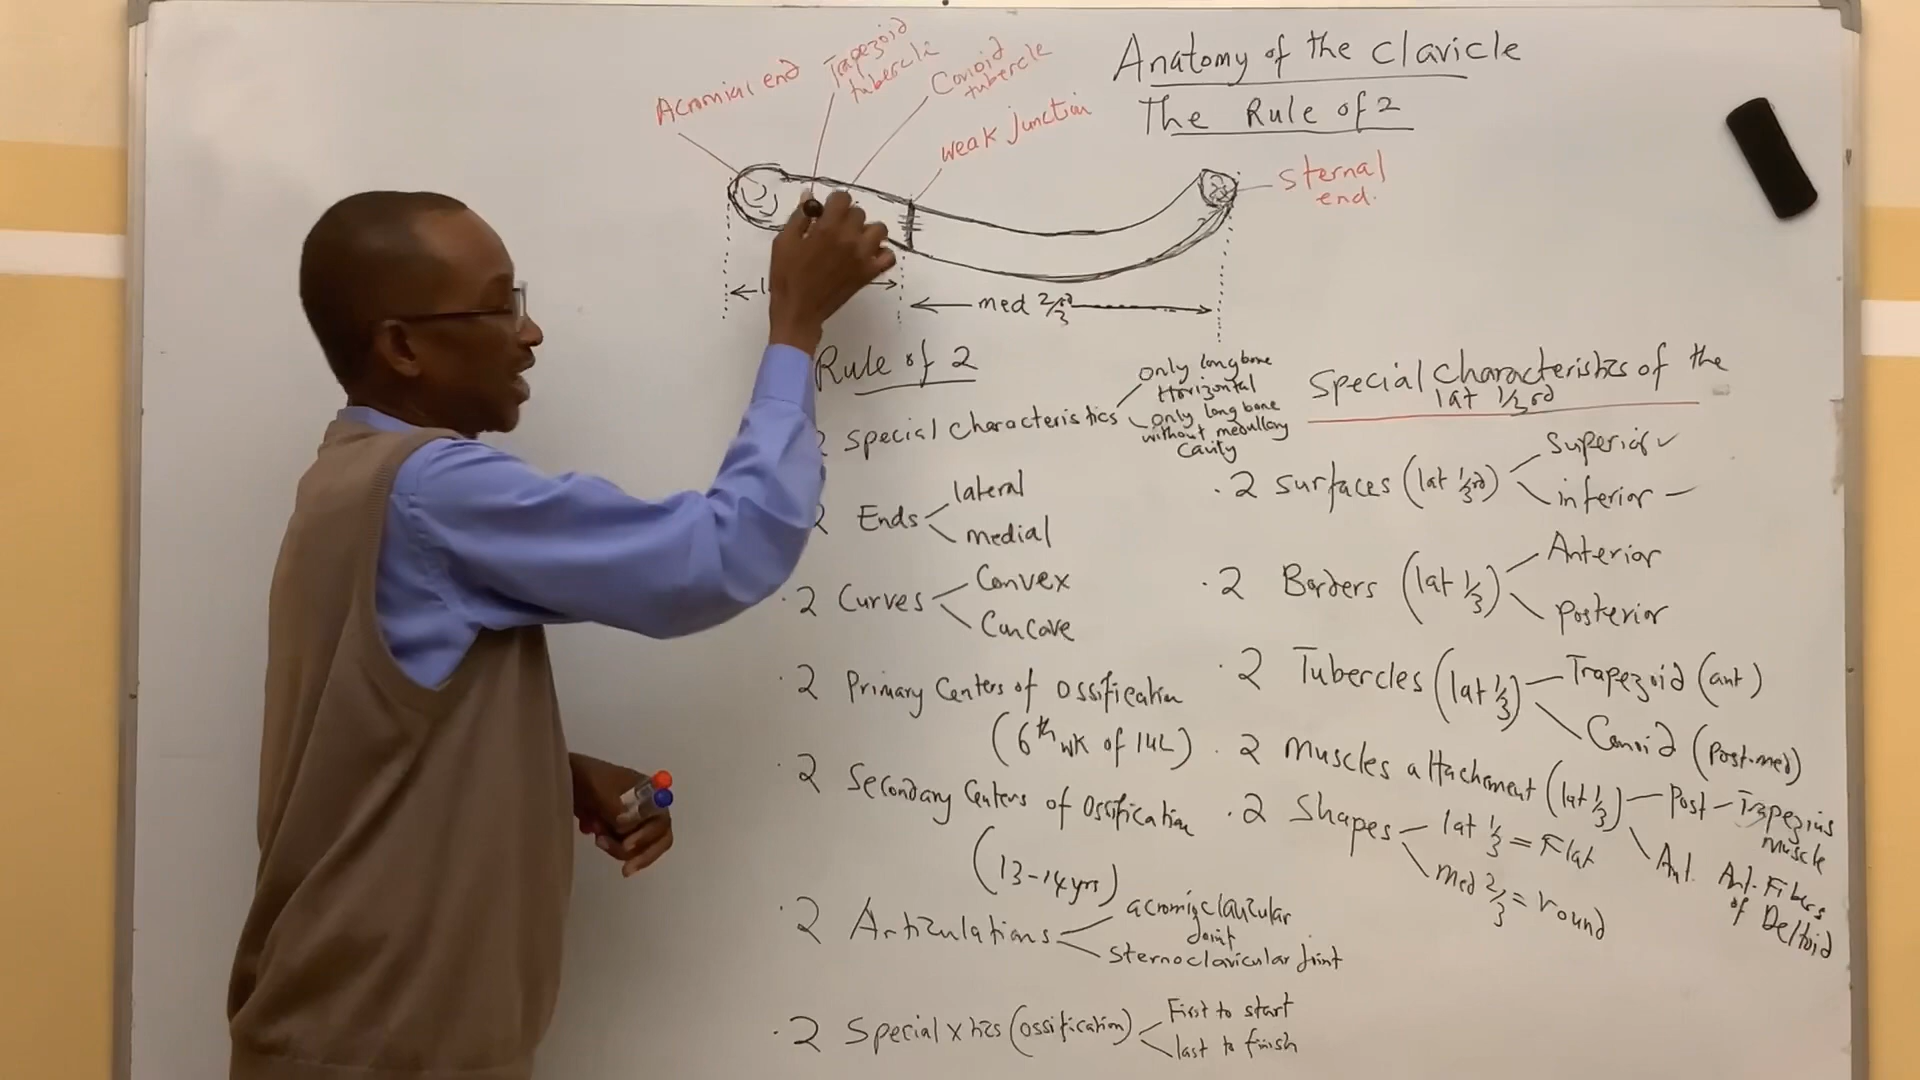 Anatomy of the Clavicle
The Rule of 2
Acromial end
Trapezoid
tubercle
Conoid
tubercle
weak junction
sternal
end.
med 2/3rd
Rule of 2
2 special characteristics
only long bone
Horizontal
only long bone
without medullary
Cavity
2 Ends
lateral
medial
· 2 Curves
Convex
Concave
· 2 Primary Centers of Ossification
(6th wk of IUL)
· 2 Secondary Centers of Ossification
(13-14yrs)
· 2 Articulations
acromioclavicular
Joint
sternoclavicular Joint
· 2 Special xtics (ossification)
First to start
last to finish
Special Characteristics of the
lat 1/3rd
· 2 surfaces (lat 1/3rd)
Superior ✓
inferior –
· 2 Borders (lat 1/3)
Anterior
posterior
· 2 Tubercles (lat 1/3)
Trapezoid (ant)
Conoid (post-med)
· 2 Muscles attachment (lat 1/3)
Post – Trapezius
Muscle
Ant. Ant. Fibers
of Deltoid
· 2 Shapes
lat 1/3 = Flat
med 2/3 = round